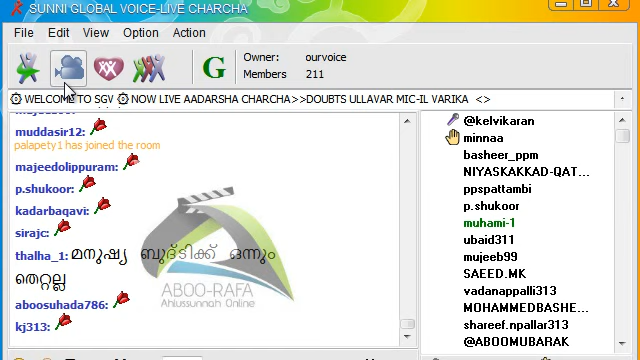 SUNNI GLOBAL VOICE-LIVE CHARCHA
File Edit View Option Action
G Owner: ourvoice
Members 211
WELCOME TO SGV NOW LIVE AADARSHA CHARCHA>>DOUBTS ULLAVAR MIC-IL VARIKA <>
muddasir12:
palapety1 has joined the room
majeedolippuram:
p.shukoor:
kadarbaqavi:
sirajc:
thalha_1: മനുഷ്യ ബുദ്ടിക്ക് ഒന്നും
തെറ്റല്ല
aboosuhada786:
kj313:
ABOO-RAFA
Ahlussunnah Online
@kelvikaran
minnaa
basheer_ppm
NIYASKAKKAD-QAT...
ppspattambi
p.shukoor
muhami-1
ubaid311
mujeeb99
SAEED.MK
vadanappalli313
MOHAMMEDBASHE...
shareef.npallar313
@ABOOMUBARAK